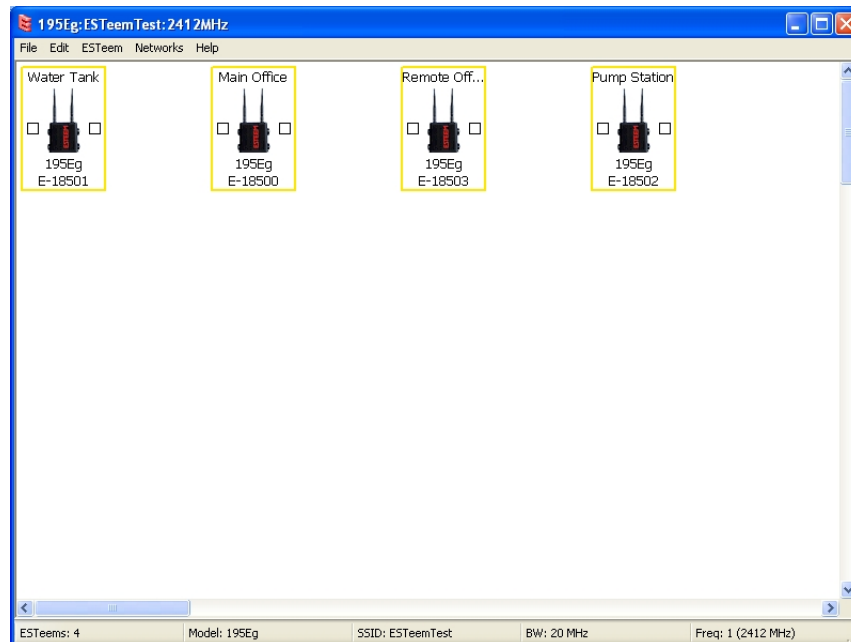 195Eg:ESTeemTest:2412MHz
File Edit ESTeem Networks Help
Water Tank
195Eg
E-18501
Main Office
195Eg
E-18500
Remote Off...
195Eg
E-18503
Pump Station
195Eg
E-18502
ESTeems: 4 Model: 195Eg SSID: ESTeemTest BW: 20 MHz Freq: 1 (2412 MHz)